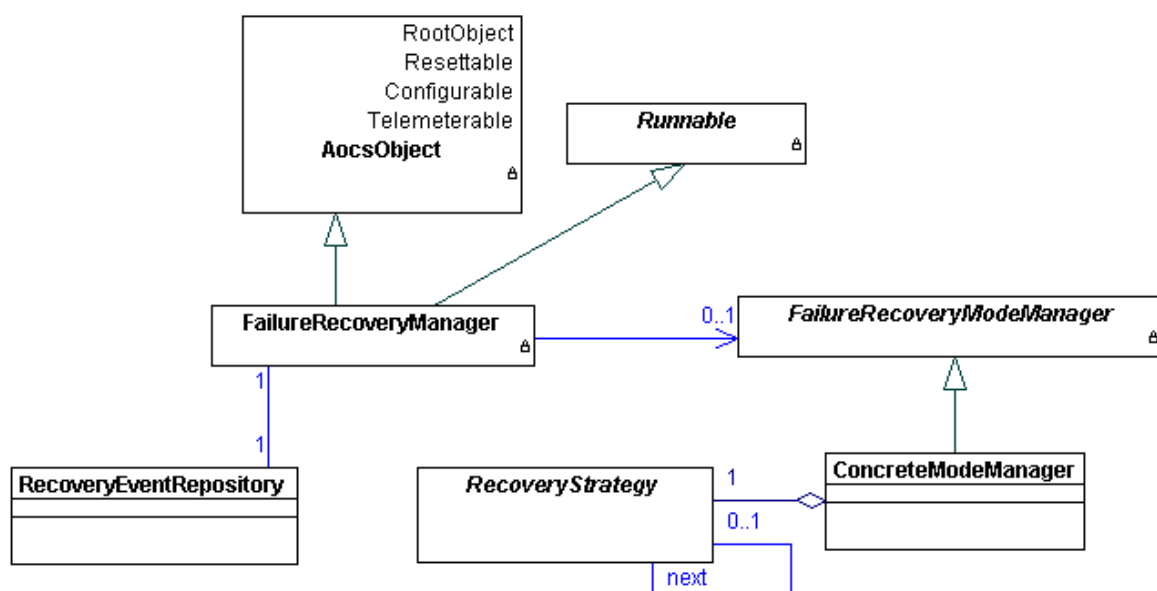 RootObject
Resettable
Configurable
Telemeterable
AocsObject
Runnable
FailureRecoveryManager
0..1
FailureRecoveryModeManager
1
1
RecoveryEventRepository
RecoveryStrategy
1
0..1
next
ConcreteModeManager